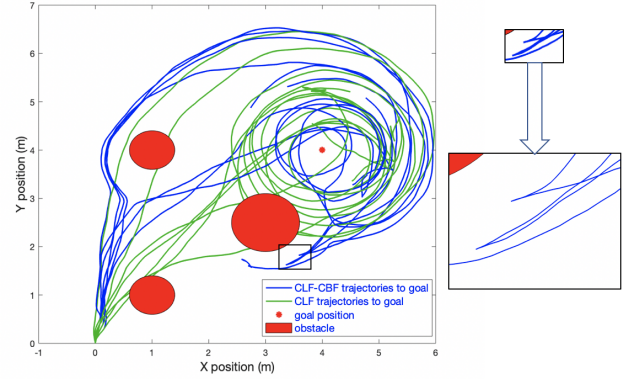 7
6
5
4
3
2
1
0
Y position (m)
-1 0 1 2 3 4 5 6
X position (m)
CLF-CBF trajectories to goal
CLF trajectories to goal
goal position
obstacle